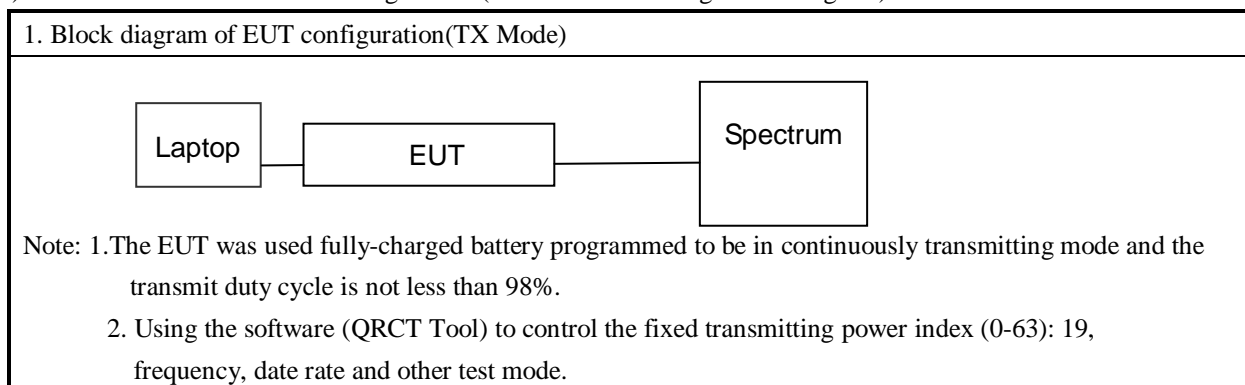 1. Block diagram of EUT configuration(TX Mode)
Laptop
EUT
Spectrum
Note: 1.The EUT was used fully-charged battery programmed to be in continuously transmitting mode and the
transmit duty cycle is not less than 98%.
2. Using the software (QRCT Tool) to control the fixed transmitting power index (0-63): 19,
frequency, date rate and other test mode.